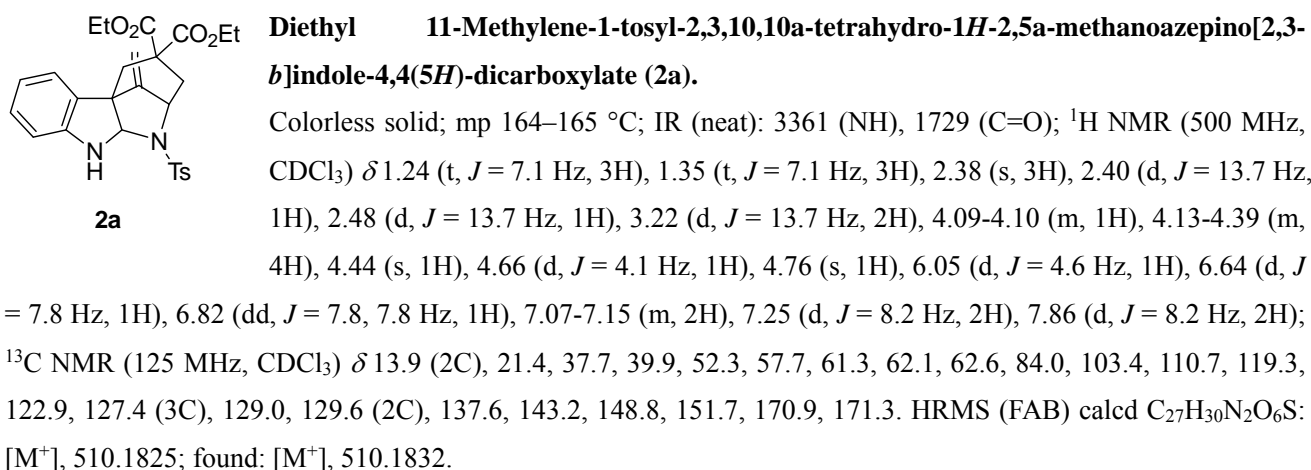 EtO₂C
CO₂Et
N
H
N
Ts
2a
Diethyl 11-Methylene-1-tosyl-2,3,10,10a-tetrahydro-1H-2,5a-methanoazepino[2,3-
b]indole-4,4(5H)-dicarboxylate (2a).
Colorless solid; mp 164–165 °C; IR (neat): 3361 (NH), 1729 (C=O); ¹H NMR (500 MHz,
CDCl₃) δ 1.24 (t, J = 7.1 Hz, 3H), 1.35 (t, J = 7.1 Hz, 3H), 2.38 (s, 3H), 2.40 (d, J = 13.7 Hz,
1H), 2.48 (d, J = 13.7 Hz, 1H), 3.22 (d, J = 13.7 Hz, 2H), 4.09-4.10 (m, 1H), 4.13-4.39 (m,
4H), 4.44 (s, 1H), 4.66 (d, J = 4.1 Hz, 1H), 4.76 (s, 1H), 6.05 (d, J = 4.6 Hz, 1H), 6.64 (d, J
= 7.8 Hz, 1H), 6.82 (dd, J = 7.8, 7.8 Hz, 1H), 7.07-7.15 (m, 2H), 7.25 (d, J = 8.2 Hz, 2H), 7.86 (d, J = 8.2 Hz, 2H);
¹³C NMR (125 MHz, CDCl₃) δ 13.9 (2C), 21.4, 37.7, 39.9, 52.3, 57.7, 61.3, 62.1, 62.6, 84.0, 103.4, 110.7, 119.3,
122.9, 127.4 (3C), 129.0, 129.6 (2C), 137.6, 143.2, 148.8, 151.7, 170.9, 171.3. HRMS (FAB) calcd C₂₇H₃₀N₂O₆S:
[M⁺], 510.1825; found: [M⁺], 510.1832.